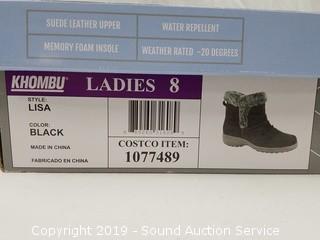 SUEDE LEATHER UPPER
WATER REPELLENT
MEMORY FOAM INSOLE
WEATHER RATED -20 DEGREES
KHOMBU
LADIES 8
STYLE:
LISA
COLOR:
BLACK
MADE IN CHINA
FABRICADO EN CHINA
COSTCO ITEM:
1077489
Copyright 2019 - Sound Auction Service